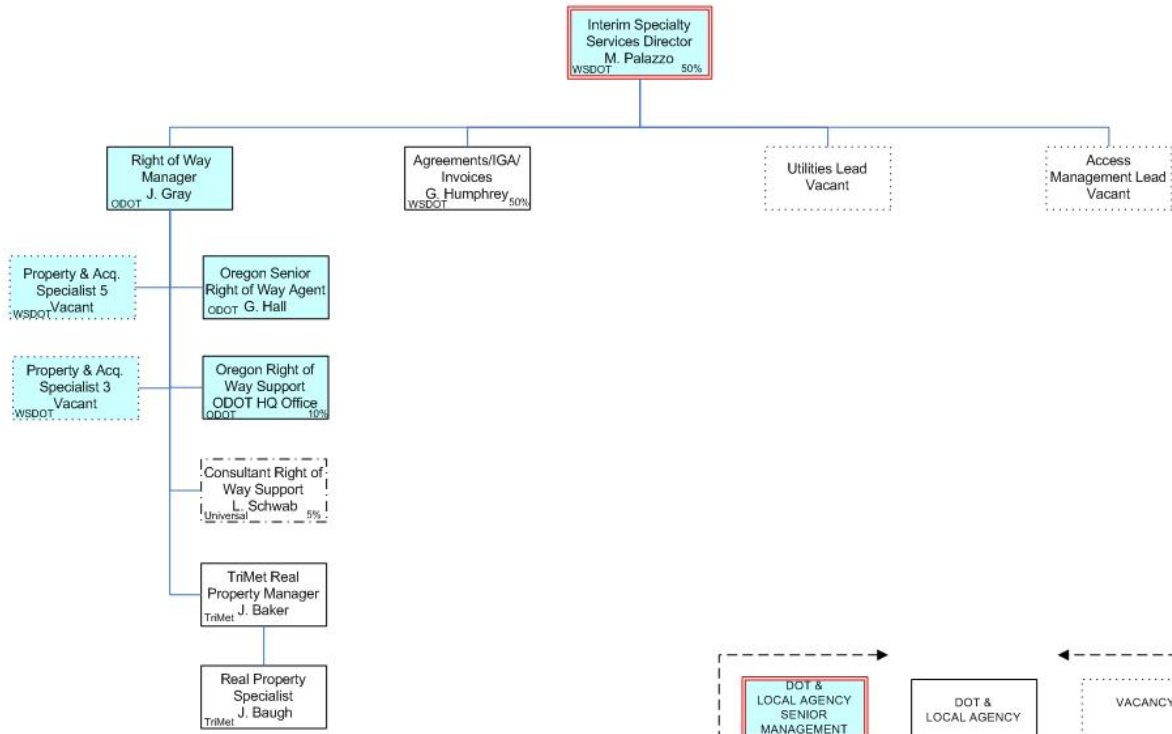 Interim Specialty
Services Director
M. Palazzo
WSDOT 50%
Right of Way
Manager
J. Gray
ODOT
Agreements/IGA/
Invoices
G. Humphrey
WSDOT 50%
Utilities Lead
Vacant
Access
Management Lead
Vacant
Property & Acq.
Specialist 5
Vacant
WSDOT
Oregon Senior
Right of Way Agent
G. Hall
ODOT
Property & Acq.
Specialist 3
Vacant
WSDOT
Oregon Right of
Way Support
ODOT HQ Office
ODOT 10%
Consultant Right of
Way Support
L. Schwab
Universal 5%
TriMet Real
Property Manager
J. Baker
TriMet
Real Property
Specialist
J. Baugh
TriMet
DOT &
LOCAL AGENCY
SENIOR
MANAGEMENT
DOT &
LOCAL AGENCY
VACANCY